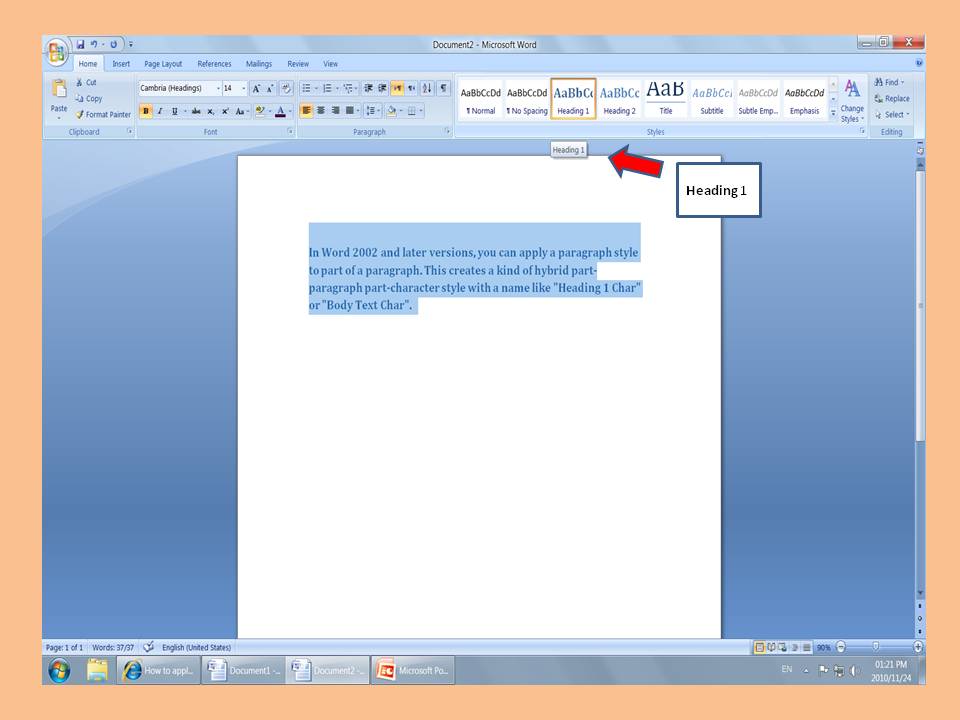 Document2 - Microsoft Word
Home Insert Page Layout References Mailings Review View
Cut
Copy
Format Painter
Paste
Clipboard
Cambria (Headings) 14
B I U abc x₂ x² Aa A
Font
Paragraph
AaBbCcDd AaBbCcDd AaBbCc AaBbCc AaB AaBbCcI AaBbCcDd AaBbCcDd
¶ Normal ¶ No Spacing Heading 1 Heading 2 Title Subtitle Subtle Emp... Emphasis
Change
Styles
Styles
Find
Replace
Select
Editing
Heading 1
Heading 1
In Word 2002 and later versions, you can apply a paragraph style
to part of a paragraph. This creates a kind of hybrid part-
paragraph part-character style with a name like "Heading 1 Char"
or "Body Text Char".
Page: 1 of 1 Words: 37/37 English (United States) 90%
How to appl... Document1 -... Document2 -... Microsoft Po... EN 01:21 PM
2010/11/24